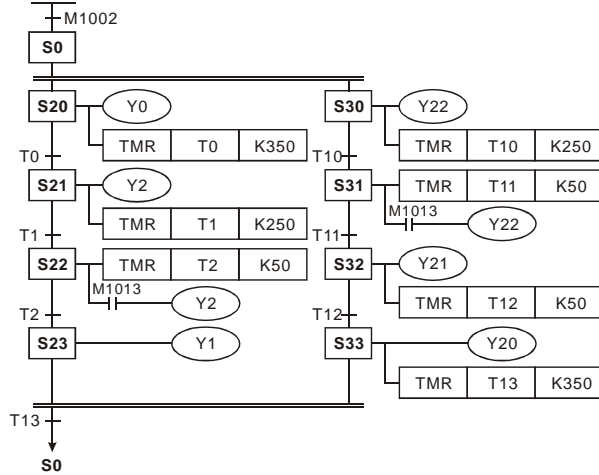 M1002
S0
S20 Y0 S30 Y22
TMR T0 K350 TMR T10 K250
T0 T10
S21 Y2 S31 TMR T11 K50
M1013 Y22
TMR T1 K250
T1 T11
S22 TMR T2 K50 S32 Y21
M1013 Y2 TMR T12 K50
T2 T12
S23 Y1 S33 Y20
TMR T13 K350
T13
S0